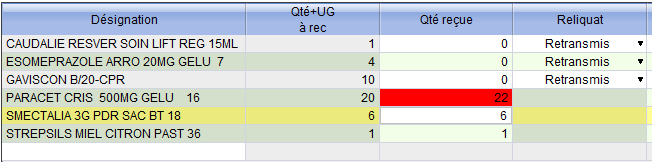 Désignation Qté+UG à rec Qté reçue Reliquat
CAUDALIE RESVER SOIN LIFT REG 15ML 1 0 Retransmis
ESOMEPRAZOLE ARRO 20MG GELU 7 4 0 Retransmis
GAVISCON B/20-CPR 10 0 Retransmis
PARACET CRIS 500MG GELU 16 20 22
SMECTALIA 3G PDR SAC BT 18 6 6
STREPSILS MIEL CITRON PAST 36 1 1